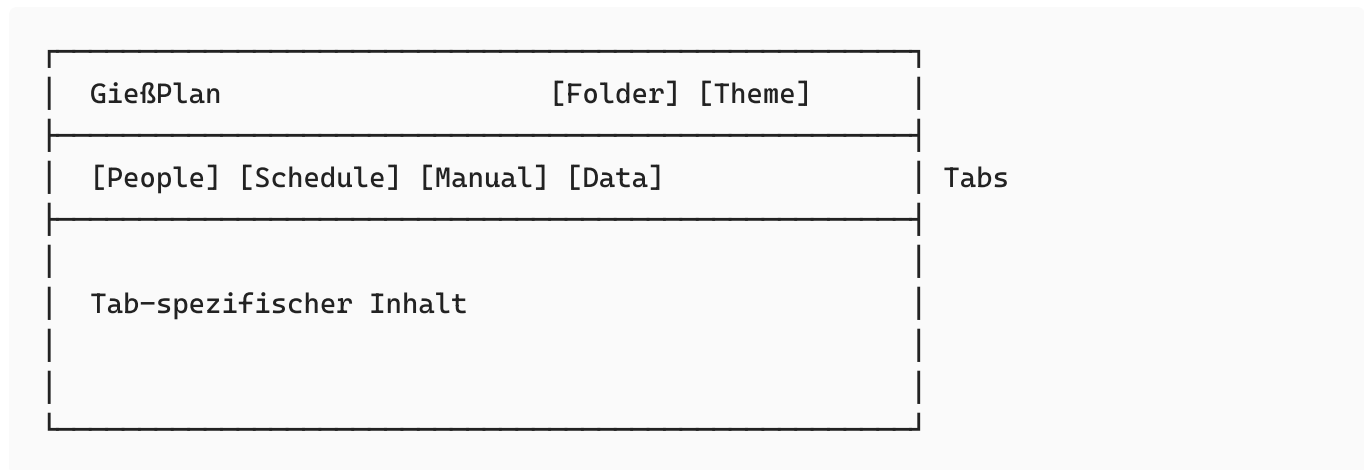 GießPlan [Folder] [Theme]
[People] [Schedule] [Manual] [Data] Tabs
Tab-spezifischer Inhalt